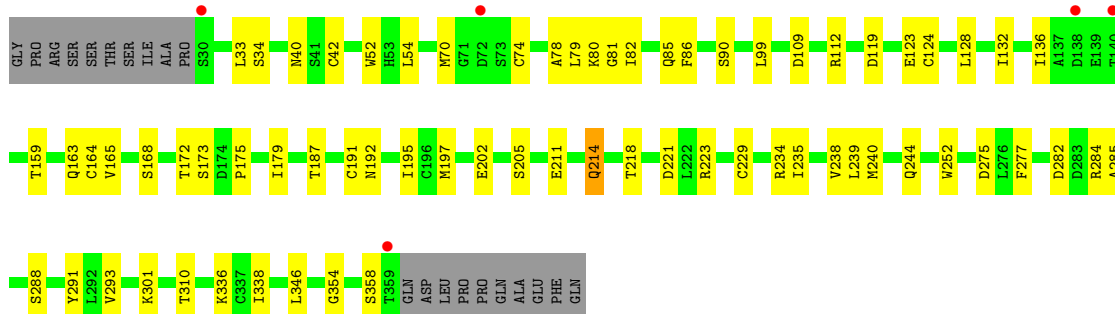 GLY PRO ARG SER SER THR SER ILE ALA PRO S30 L33 S34 N40 S41 C42 W52 H53 L54 M70 G71 D72 S73 C74 A78 L79 K80 G81 I82 Q85 F86 S90 L99 D109 R112 D119 E123 C124 L128 I132 I136 A137 D138 E139 T140
T159 Q163 C164 V165 S168 T172 S173 D174 P175 I179 T187 C191 N192 I195 C196 M197 E202 S205 E211 Q214 T218 D221 L222 R223 C229 R234 I235 V238 L239 M240 Q244 W252 D275 L276 F277 D282 D283 R284 A285
S288 Y291 L292 V293 K301 T310 K336 C337 I338 L346 G354 S358 T359 GLN ASP LEU PRO PRO GLN ALA GLU PHE GLN